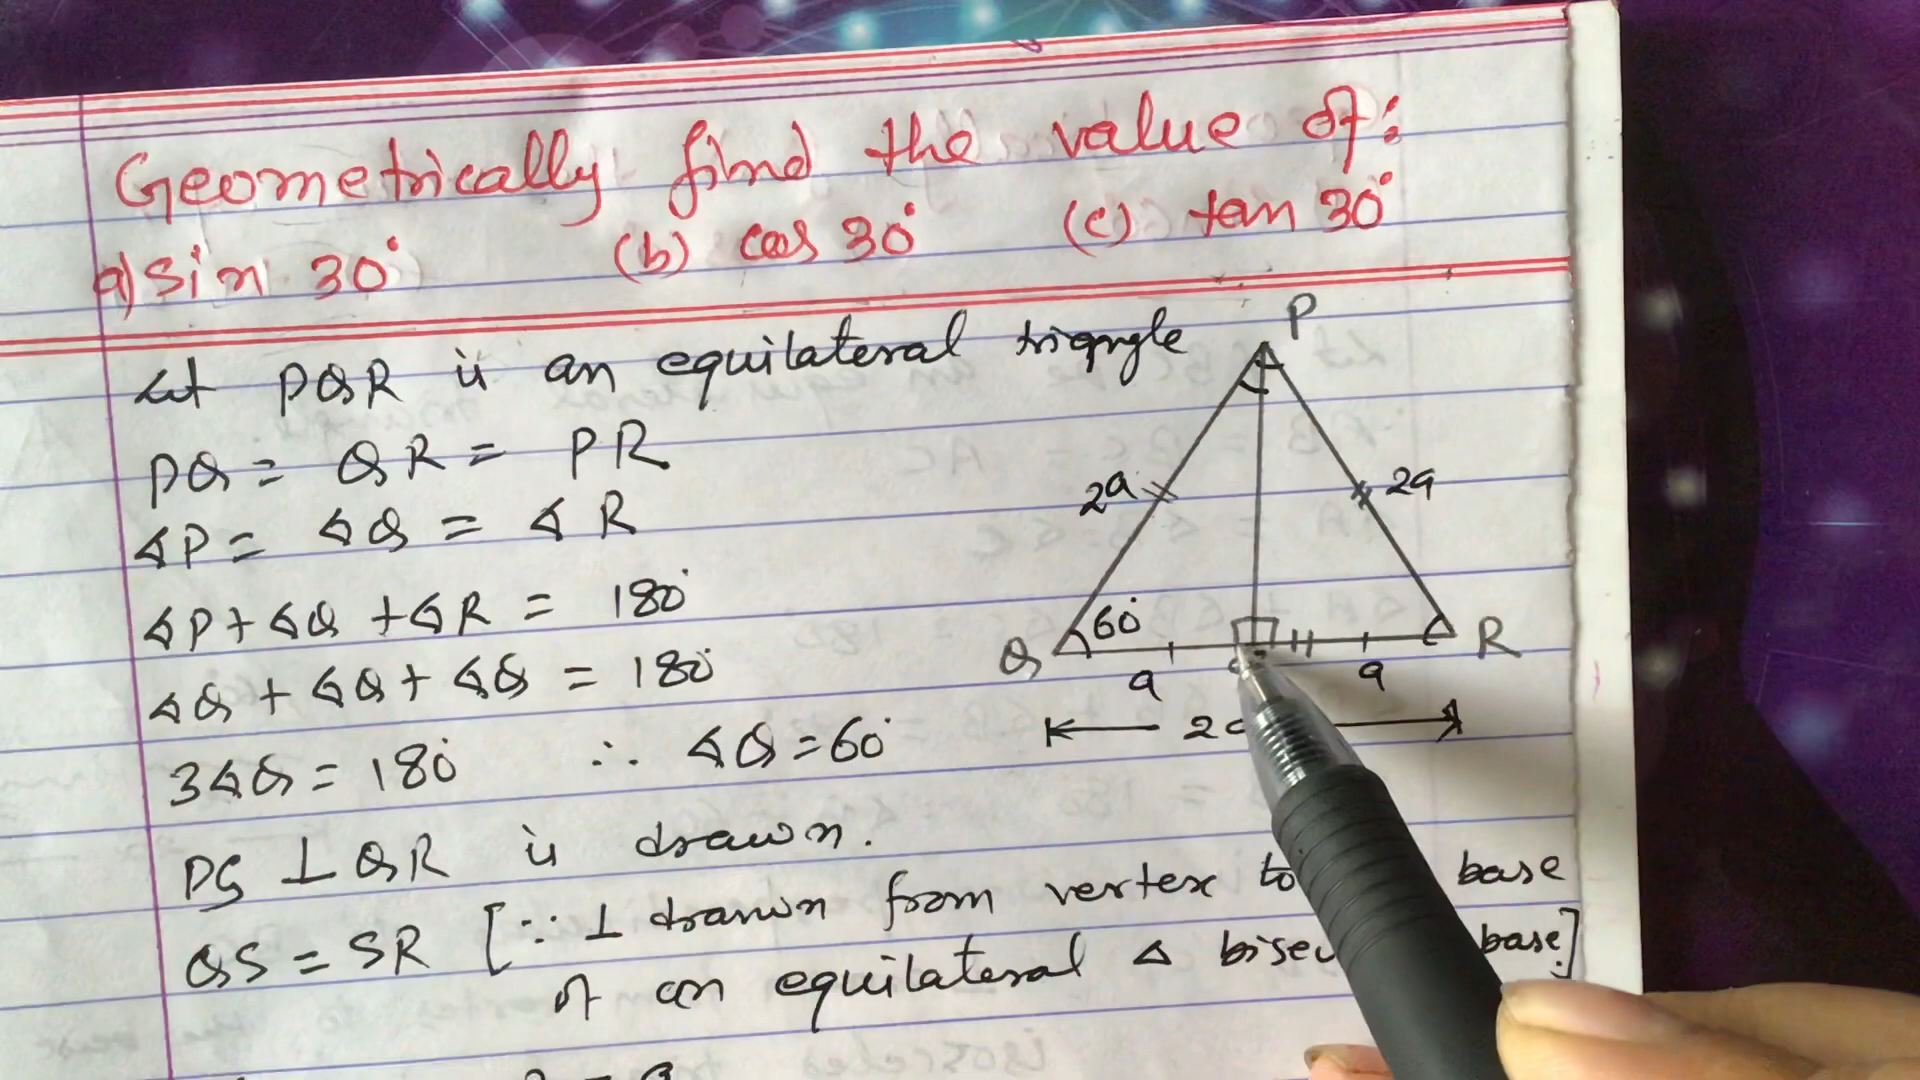 Geometrically find the value of:
a) sin 30° (b) cos 30° (c) tan 30°
Let PQR is an equilateral triangle
PQ = QR = PR
∡P = ∡Q = ∡R
∡P + ∡Q + ∡R = 180°
∡Q + ∡Q + ∡Q = 180°
3∡Q = 180° ∴ ∡Q = 60°
PS ⊥ QR is drawn.
QS = SR [∵ ⊥ drawn from vertex to base
of an equilateral Δ base.]
P
2a 2a
60°
Q R
a a